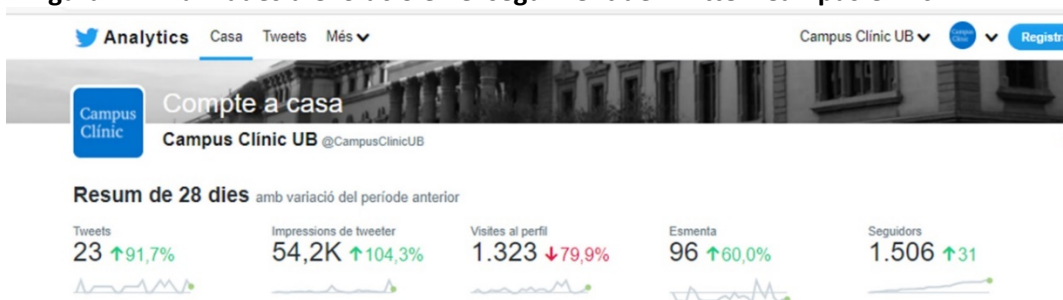 Analytics Casa Tweets Més Campus Clínic UB Registr
Campus Clínic
Compte a casa
Campus Clínic UB @CampusClinicUB
Resum de 28 dies amb variació del període anterior
Tweets Impressions de tweeter Visites al perfil Esmenta Seguidors
23 ↑91,7% 54,2K ↑104,3% 1.323 ↓79,9% 96 ↑60,0% 1.506 ↑31